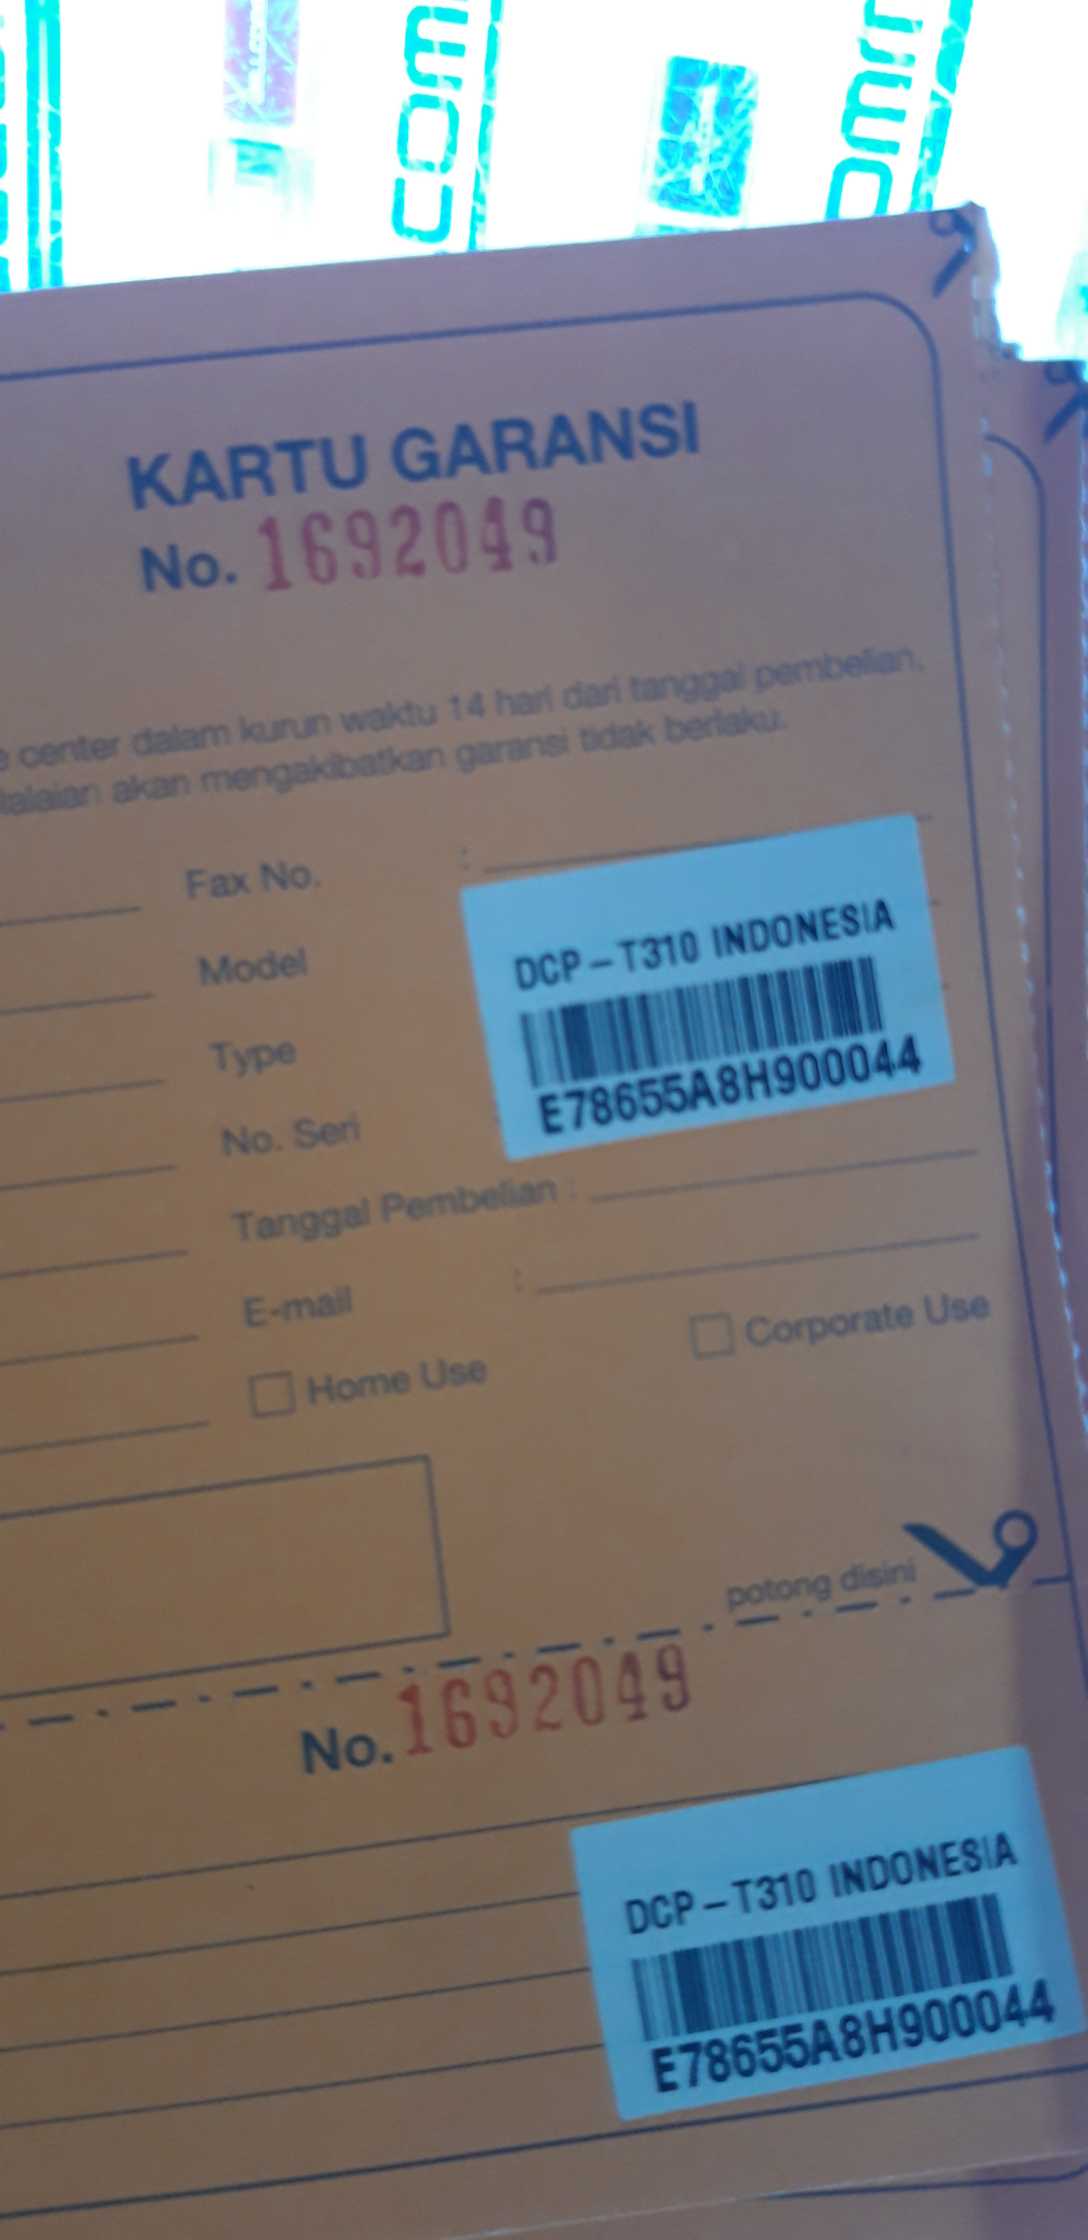 KARTU GARANSI
No. 1692049
center dalam kurun waktu 14 hari dari tanggal pembelian.
akan mengakibatkan garansi tidak berlaku.
Fax No. :
Model
Type
No. Seri
DCP-T310 INDONESIA
E78655A8H900044
Tanggal Pembelian :
E-mail :
Home Use
Corporate Use
potong disini
No. 1692049
DCP-T310 INDONESIA
E78655A8H900044